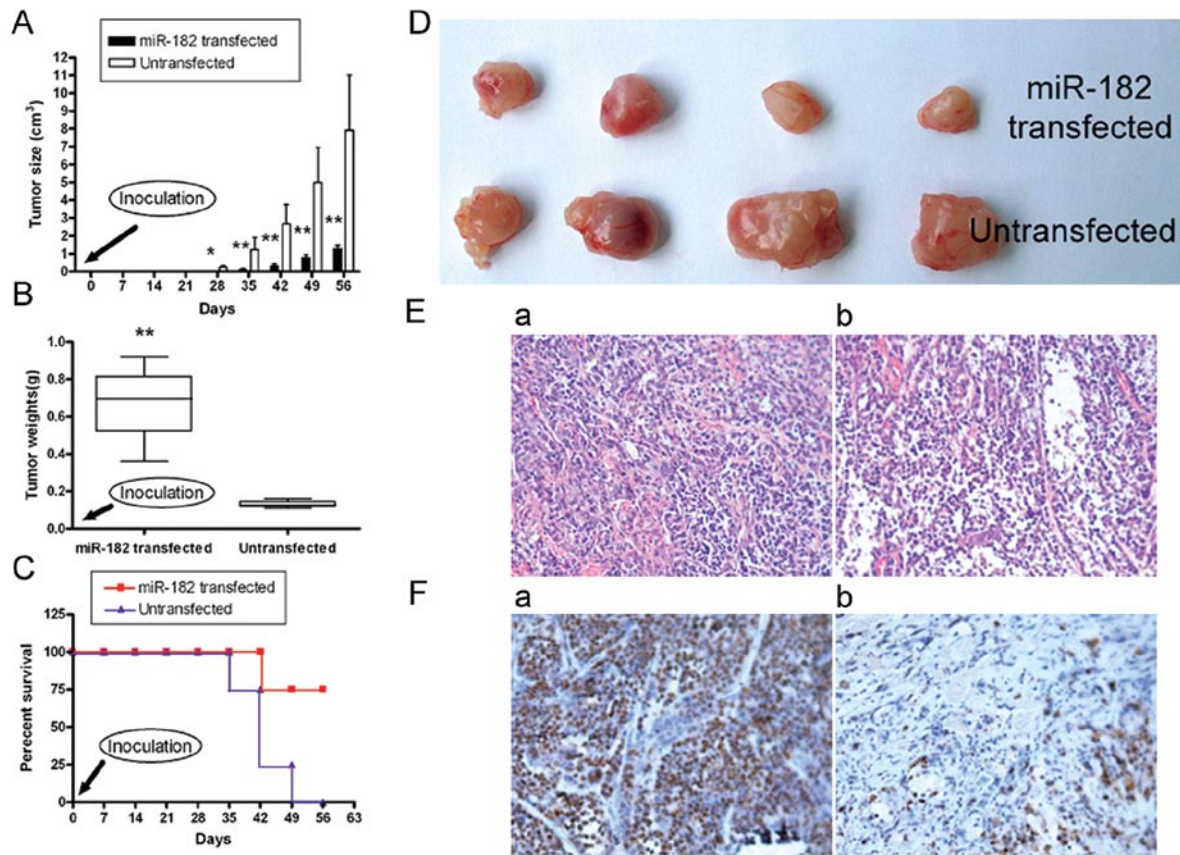 A
miR-182 transfected
Untransfected
Tumor size (cm³)
12
11
10
9
8
7
6
5
4
3
2
1
0
Inoculation
*
**
**
**
**
0 7 14 21 28 35 42 49 56
Days
B
Tumor weights(g)
1.0
0.8
0.6
0.4
0.2
0.0
**
Inoculation
miR-182 transfected Untransfected
C
miR-182 transfected
Untransfected
Perecent survival
125
100
75
50
25
0
Inoculation
0 7 14 21 28 35 42 49 56 63
Days
D
miR-182
transfected
Untransfected
E
a b
F
a b